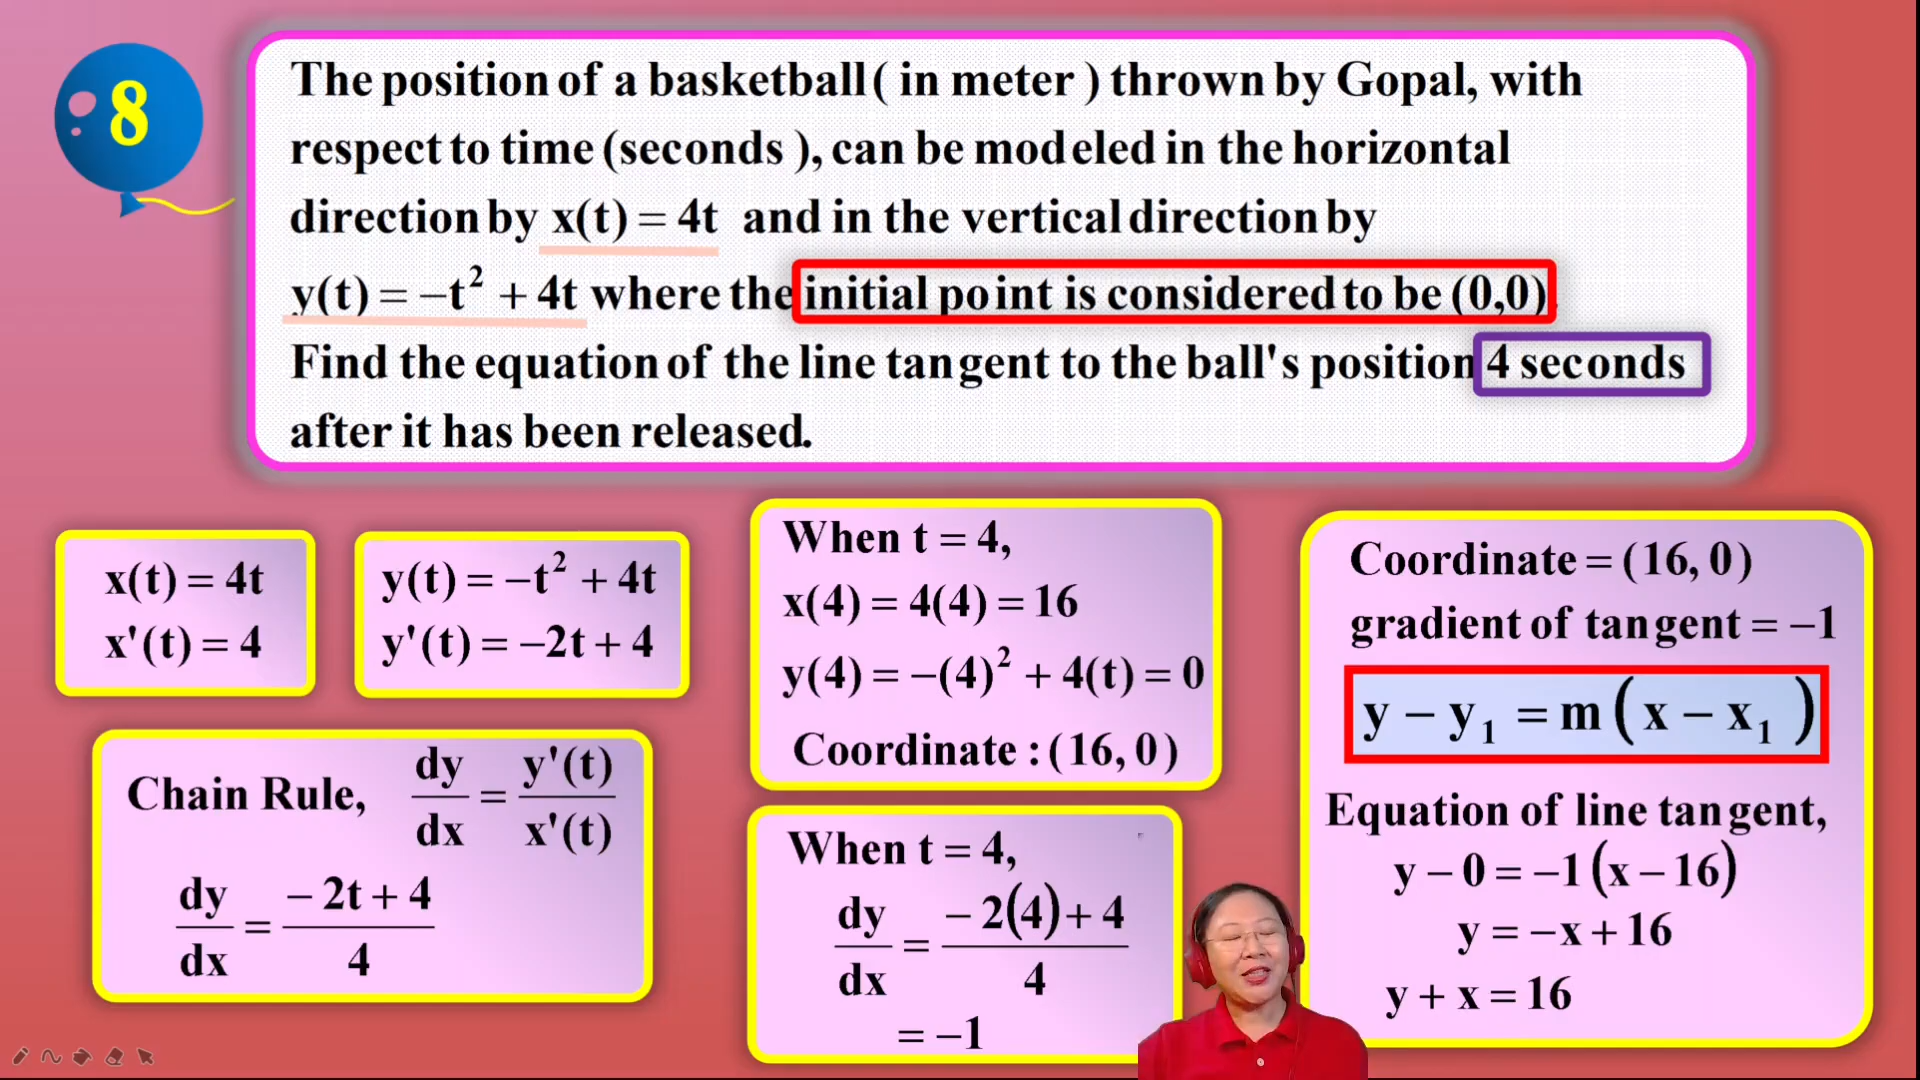 8
The position of a basketball ( in meter ) thrown by Gopal, with
respect to time (seconds ), can be modeled in the horizontal
direction by x(t) = 4t and in the vertical direction by
y(t) = −t² + 4t where the initial point is considered to be (0,0)
Find the equation of the line tangent to the ball's position 4 seconds
after it has been released.
x(t) = 4t
x'(t) = 4
y(t) = −t² + 4t
y'(t) = −2t + 4
Chain Rule, dy/dx = y'(t)/x'(t)
dy/dx = −2t + 4/4
When t = 4,
x(4) = 4(4) = 16
y(4) = −(4)² + 4(t) = 0
Coordinate : (16, 0)
When t = 4,
dy/dx = −2(4) + 4/4
= −1
Coordinate = (16, 0)
gradient of tangent = −1
y − y₁ = m(x − x₁)
Equation of line tangent,
y − 0 = −1(x − 16)
y = −x + 16
y + x = 16